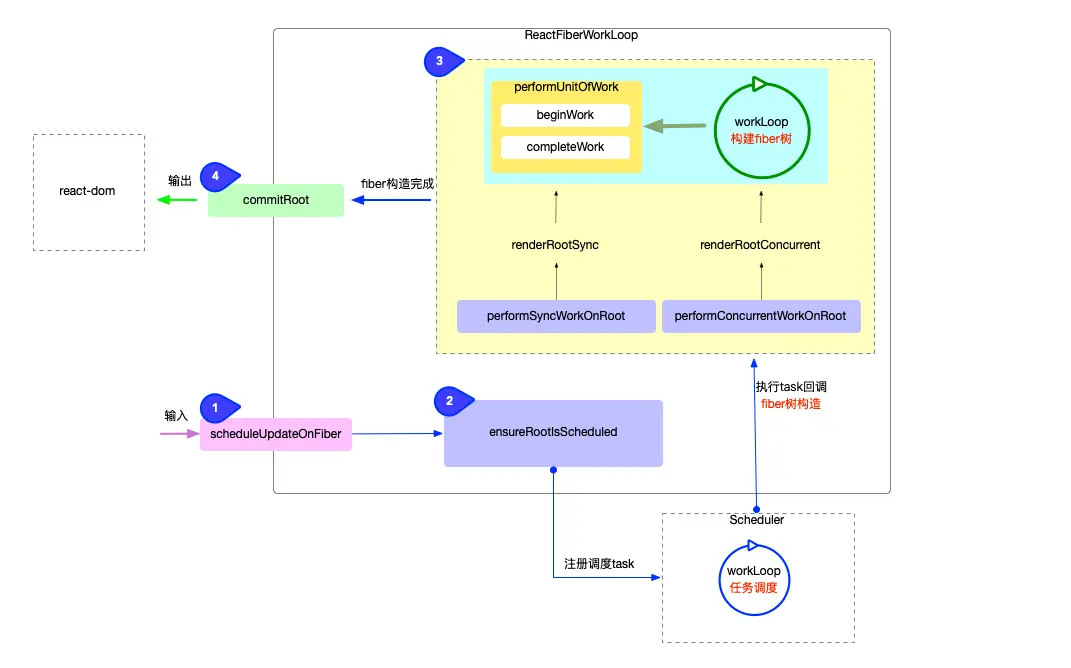 ReactFiberWorkLoop
3
performUnitOfWork
beginWork
completeWork
workLoop
构建fiber树
react-dom
输出
4
commitRoot
fiber构造完成
renderRootSync
renderRootConcurrent
performSyncWorkOnRoot
performConcurrentWorkOnRoot
执行task回调
fiber树构造
输入
1
scheduleUpdateOnFiber
2
ensureRootIsScheduled
Scheduler
注册调度task
workLoop
任务调度